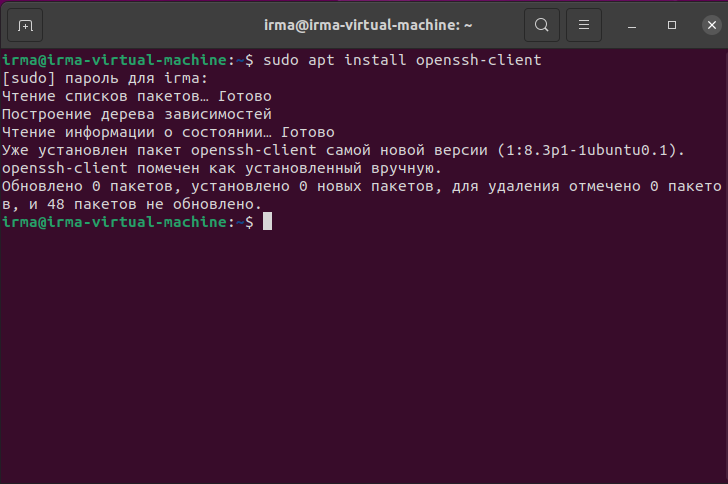 irma@irma-virtual-machine: ~
irma@irma-virtual-machine:~$ sudo apt install openssh-client
[sudo] пароль для irma:
Чтение списков пакетов… Готово
Построение дерева зависимостей
Чтение информации о состоянии… Готово
Уже установлен пакет openssh-client самой новой версии (1:8.3p1-1ubuntu0.1).
openssh-client помечен как установленный вручную.
Обновлено 0 пакетов, установлено 0 новых пакетов, для удаления отмечено 0 пакето
в, и 48 пакетов не обновлено.
irma@irma-virtual-machine:~$